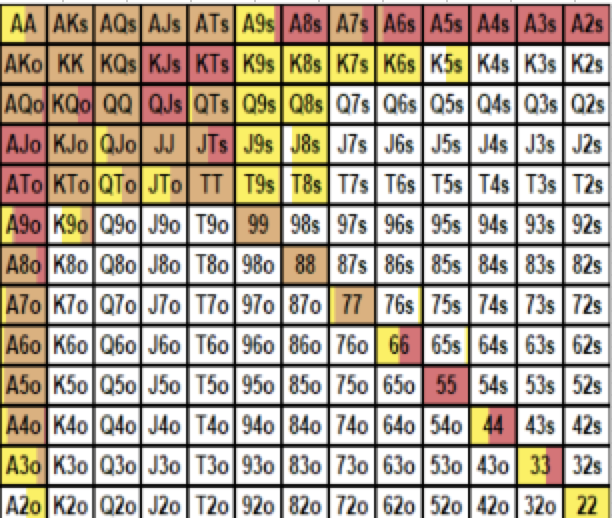 AA AKs AQs AJs ATs A9s A8s A7s A6s A5s A4s A3s A2s
AKo KK KQs KJs KTs K9s K8s K7s K6s K5s K4s K3s K2s
AQo KQo QQ QJs QTs Q9s Q8s Q7s Q6s Q5s Q4s Q3s Q2s
AJo KJo QJo JJ JTs J9s J8s J7s J6s J5s J4s J3s J2s
ATo KTo QTo JTo TT T9s T8s T7s T6s T5s T4s T3s T2s
A9o K9o Q9o J9o T9o 99 98s 97s 96s 95s 94s 93s 92s
A8o K8o Q8o J8o T8o 98o 88 87s 86s 85s 84s 83s 82s
A7o K7o Q7o J7o T7o 97o 87o 77 76s 75s 74s 73s 72s
A6o K6o Q6o J6o T6o 96o 86o 76o 66 65s 64s 63s 62s
A5o K5o Q5o J5o T5o 95o 85o 75o 65o 55 54s 53s 52s
A4o K4o Q4o J4o T4o 94o 84o 74o 64o 54o 44 43s 42s
A3o K3o Q3o J3o T3o 93o 83o 73o 63o 53o 43o 33 32s
A2o K2o Q2o J2o T2o 92o 82o 72o 62o 52o 42o 32o 22